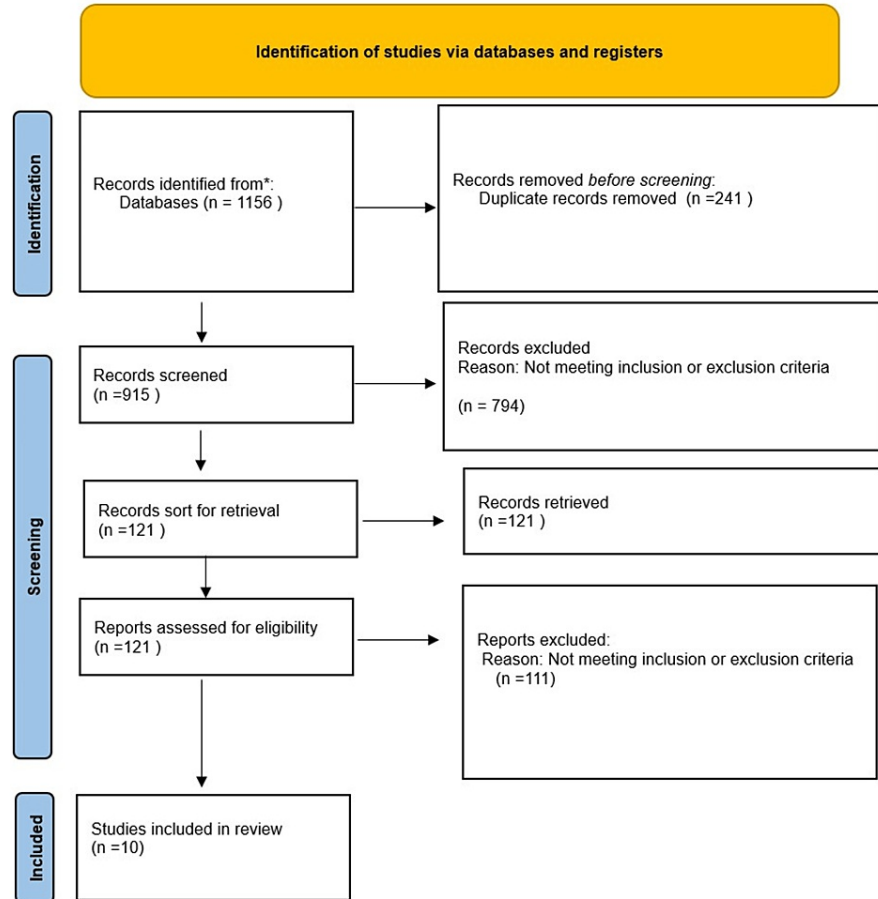 Identification of studies via databases and registers
Identification
Records identified from*:
Databases (n = 1156 )
Records removed before screening:
Duplicate records removed (n =241 )
Screening
Records screened
(n =915 )
Records excluded
Reason: Not meeting inclusion or exclusion criteria
(n = 794)
Records sort for retrieval
(n =121 )
Records retrieved
(n =121 )
Reports assessed for eligibility
(n =121 )
Reports excluded:
Reason: Not meeting inclusion or exclusion criteria
(n =111)
Included
Studies included in review
(n =10)